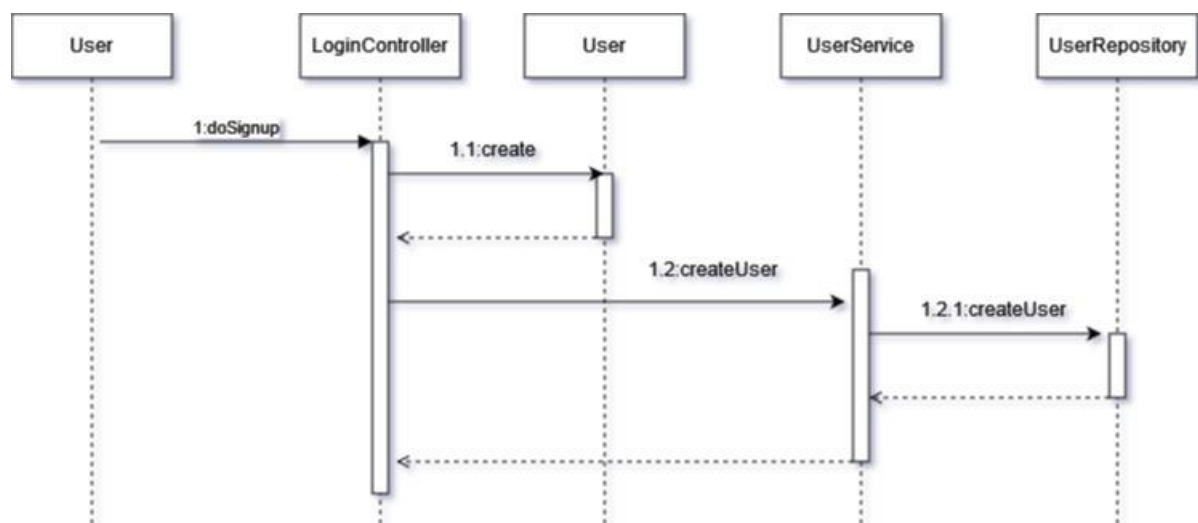 User
LoginController
User
UserService
UserRepository
1:doSignup
1.1:create
1.2:createUser
1.2.1:createUser